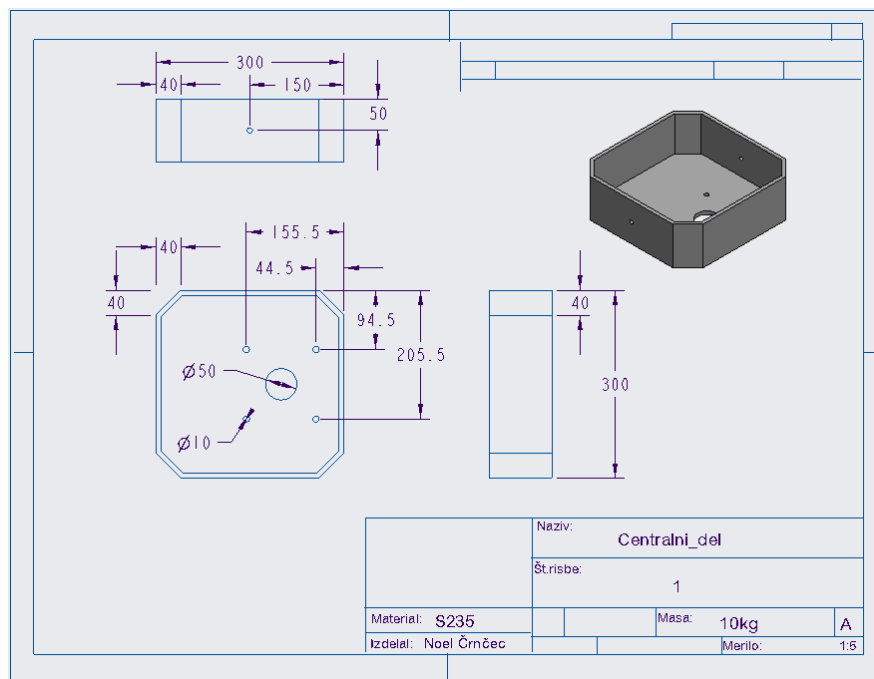 300
40
150
50
155.5
40
44.5
40
94.5
205.5
Ø50
Ø10
40
300
Naziv:
Centralni_del
Št.risbe:
1
Material: S235
Masa: 10kg
A
Izdelal: Noel Črnčec
Merilo: 1:5